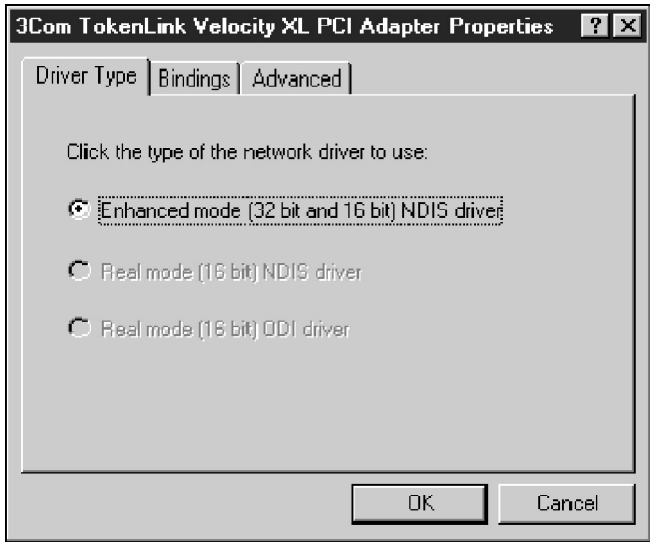 3Com TokenLink Velocity XL PCI Adapter Properties
Driver Type Bindings Advanced
Click the type of the network driver to use:
Enhanced mode (32 bit and 16 bit) NDIS driver
Real mode (16 bit) NDIS driver
Real mode (16 bit) ODI driver
OK Cancel